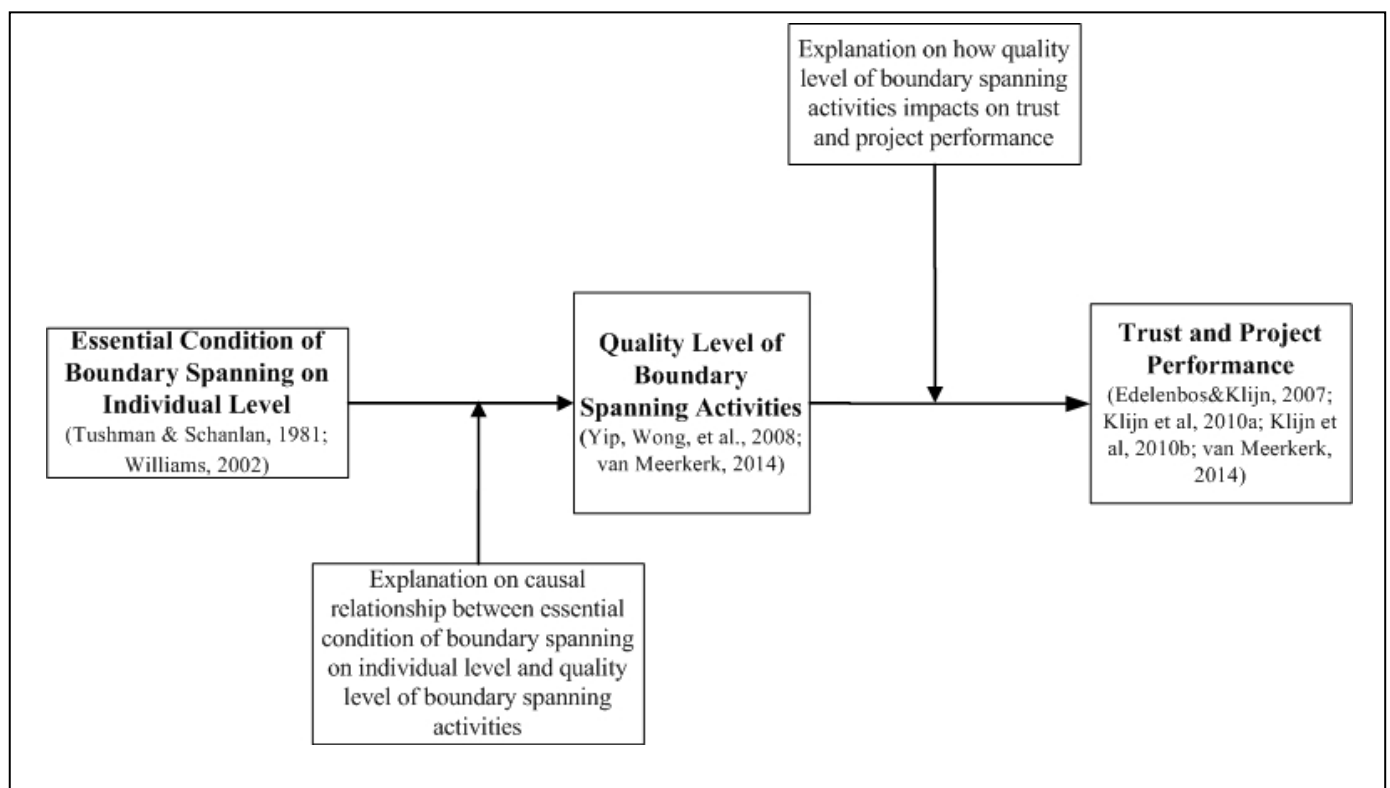 Explanation on how quality
level of boundary spanning
activities impacts on trust
and project performance
Essential Condition of
Boundary Spanning on
Individual Level
(Tushman & Schanlan, 1981;
Williams, 2002)
Quality Level of
Boundary
Spanning Activities
(Yip, Wong, et al., 2008;
van Meerkerk, 2014)
Trust and Project
Performance
(Edelenbos&Klijn, 2007;
Klijn et al, 2010a; Klijn et
al, 2010b; van Meerkerk,
2014)
Explanation on causal
relationship between essential
condition of boundary spanning
on individual level and quality
level of boundary spanning
activities